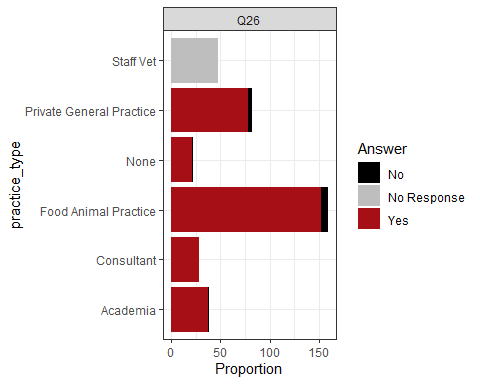 Q26
Staff Vet
Private General Practice
None
Food Animal Practice
Consultant
Academia
practice_type
0 50 100 150
Proportion
Answer
No
No Response
Yes